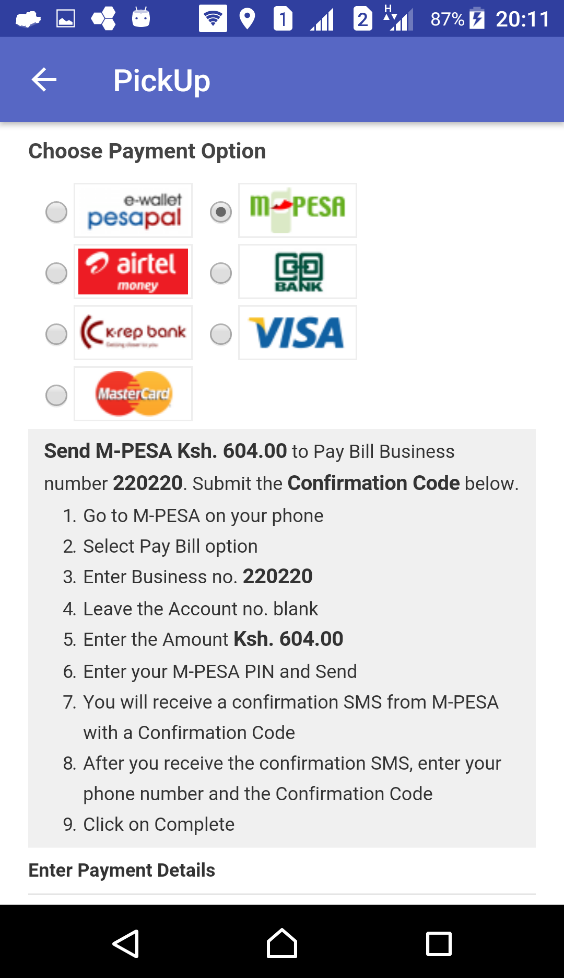 H
1
2
87%
20:11
PickUp
Choose Payment Option
e-wallet
pesapal
M-PESA
airtel
money
BANK
K-rep bank
Getting closer to you
VISA
MasterCard
Send M-PESA Ksh. 604.00 to Pay Bill Business
number 220220. Submit the Confirmation Code below.
1. Go to M-PESA on your phone
2. Select Pay Bill option
3. Enter Business no. 220220
4. Leave the Account no. blank
5. Enter the Amount Ksh. 604.00
6. Enter your M-PESA PIN and Send
7. You will receive a confirmation SMS from M-PESA
with a Confirmation Code
8. After you receive the confirmation SMS, enter your
phone number and the Confirmation Code
9. Click on Complete
Enter Payment Details